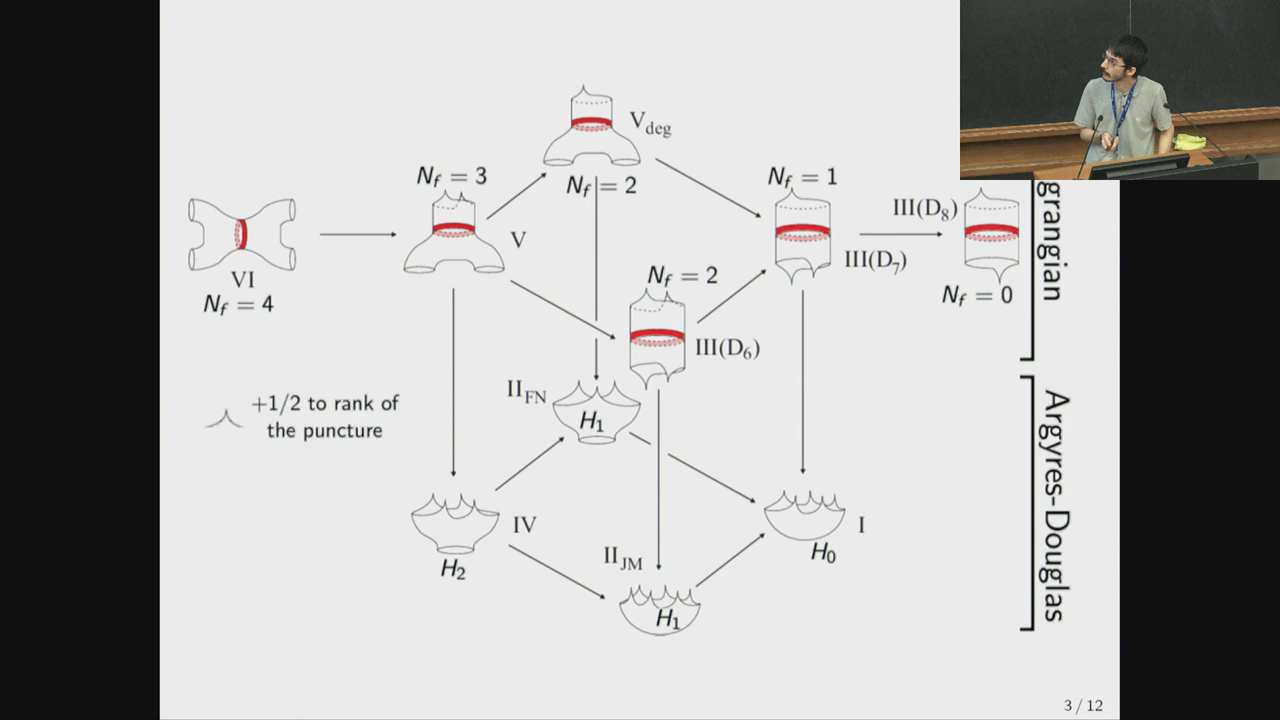 V_deg
N_f = 2
N_f = 3
V
VI
N_f = 4
N_f = 1
III(D_7)
III(D_8)
N_f = 0
N_f = 2
III(D_6)
+1/2 to rank of
the puncture
II_FN
H_1
IV
H_2
II_JM
H_1
I
H_0
grangian
Argyres-Douglas
3 / 12